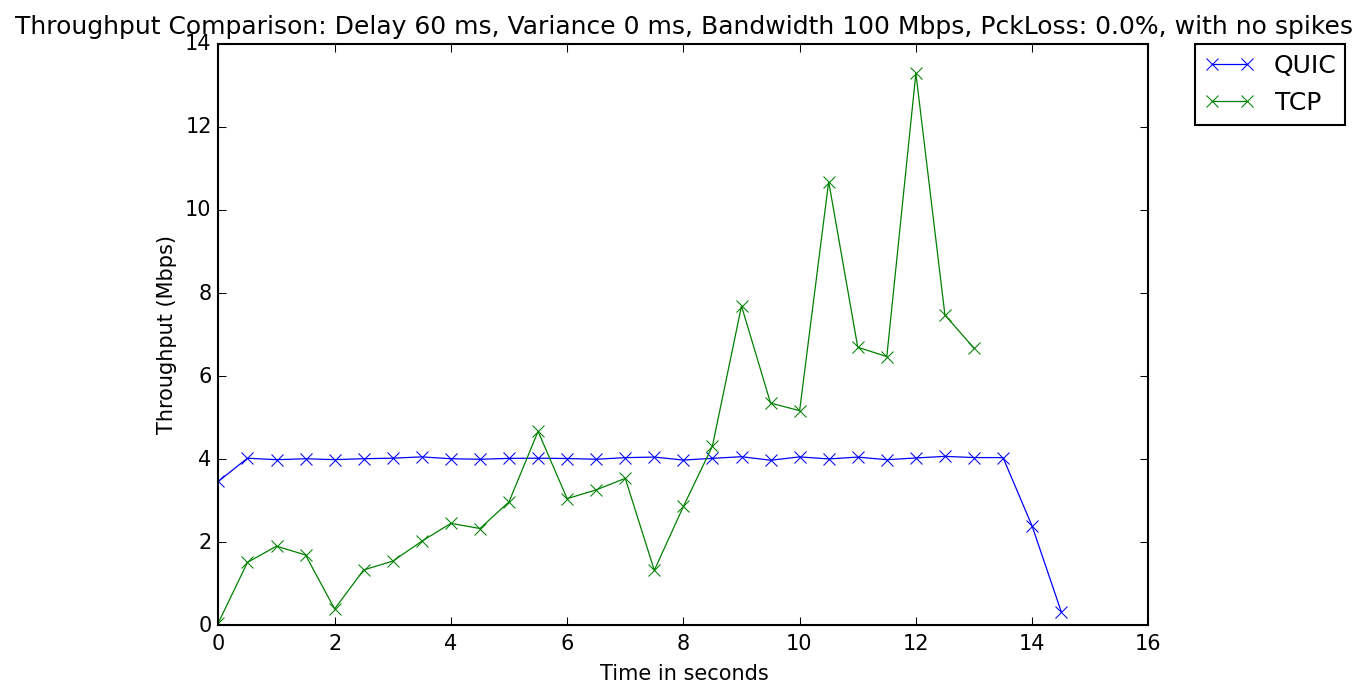 Throughput Comparison: Delay 60 ms, Variance 0 ms, Bandwidth 100 Mbps, PckLoss: 0.0%, with no spikes
QUIC
TCP
Throughput (Mbps)
14
12
10
8
6
4
2
0
0 2 4 6 8 10 12 14 16
Time in seconds